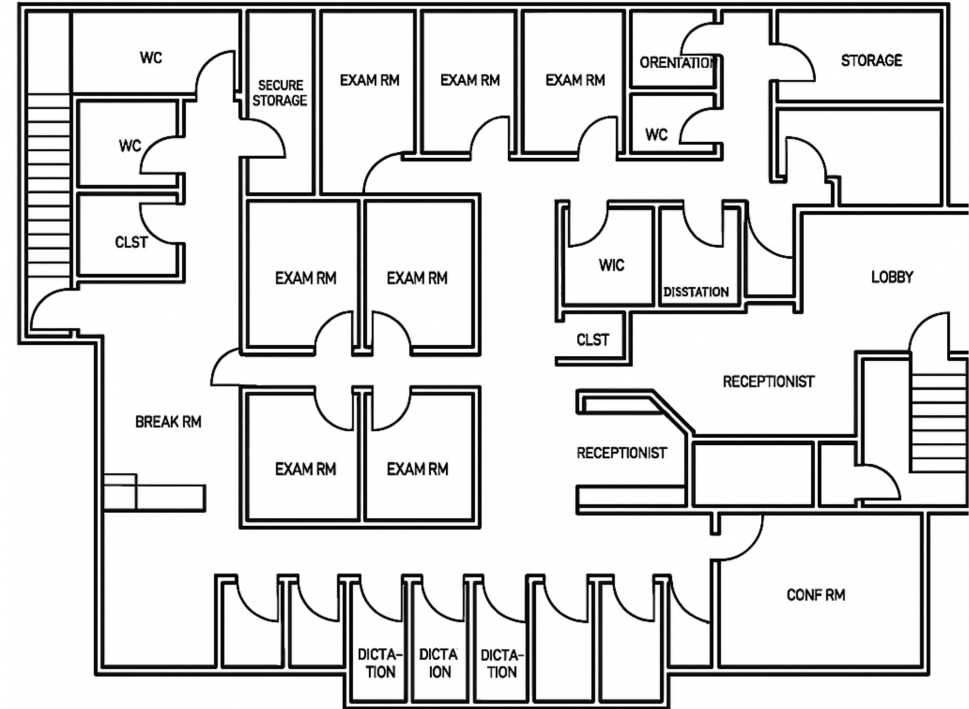 WC
SECURE
STORAGE
EXAM RM
EXAM RM
EXAM RM
ORENTATION
STORAGE
WC
WC
CLST
EXAM RM
EXAM RM
WIC
DISSTATION
LOBBY
CLST
RECEPTIONIST
BREAK RM
EXAM RM
EXAM RM
RECEPTIONIST
CONF RM
DICTA-
TION
DICTA
ION
DICTA-
TION